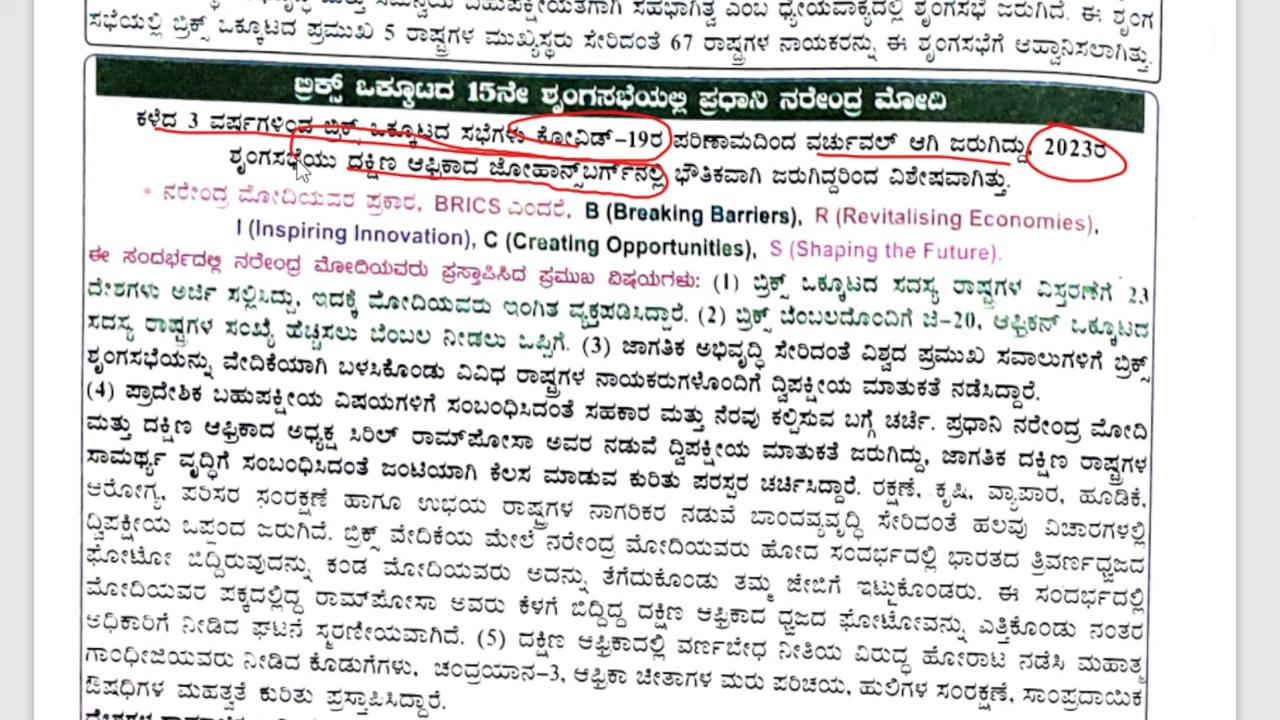 ಸಭೆಯಲ್ಲಿ ಬ್ರಿಕ್ಸ್ ಒಕ್ಕೂಟದ ಪ್ರಮುಖ 5 ರಾಷ್ಟ್ರಗಳ ಮುಖ್ಯಸ್ಥರು ಸೇರಿದಂತೆ 67 ರಾಷ್ಟ್ರಗಳ ನಾಯಕರನ್ನು ಈ ಶೃಂಗಸಭೆಗೆ ಆಹ್ವಾನಿಸಲಾಗಿತ್ತು.
ಬ್ರಿಕ್ಸ್ ಒಕ್ಕೂಟದ 15ನೇ ಶೃಂಗಸಭೆಯಲ್ಲಿ ಪ್ರಧಾನಿ ನರೇಂದ್ರ ಮೋದಿ
ಕಳೆದ 3 ವರ್ಷಗಳಿಂದ ಬ್ರಿಕ್ಸ್ ಒಕ್ಕೂಟದ ಸಭೆಗಳು ಕೋವಿಡ್-19ರ ಪರಿಣಾಮದಿಂದ ವರ್ಚುವಲ್ ಆಗಿ ಜರುಗಿದ್ದು, 2023ರ
ಶೃಂಗಸಭೆಯು ದಕ್ಷಿಣ ಆಫ್ರಿಕಾದ ಜೋಹಾನ್ಸ್‌ಬರ್ಗ್‌ನಲ್ಲಿ ಭೌತಿಕವಾಗಿ ಜರುಗಿದ್ದರಿಂದ ವಿಶೇಷವಾಗಿತ್ತು.
* ನರೇಂದ್ರ ಮೋದಿಯವರ ಪ್ರಕಾರ, BRICS ಎಂದರೆ, B (Breaking Barriers), R (Revitalising Economies),
I (Inspiring Innovation), C (Creating Opportunities), S (Shaping the Future).
ಈ ಸಂದರ್ಭದಲ್ಲಿ ನರೇಂದ್ರ ಮೋದಿಯವರು ಪ್ರಸ್ತಾಪಿಸಿದ ಪ್ರಮುಖ ವಿಷಯಗಳು: (1) ಬ್ರಿಕ್ಸ್ ಒಕ್ಕೂಟದ ಸದಸ್ಯ ರಾಷ್ಟ್ರಗಳ ವಿಸ್ತರಣೆಗೆ 23
ದೇಶಗಳು ಅರ್ಜಿ ಸಲ್ಲಿಸಿದ್ದು, ಇದಕ್ಕೆ ಮೋದಿಯವರು ಇಂಗಿತ ವ್ಯಕ್ತಪಡಿಸಿದ್ದಾರೆ. (2) ಬ್ರಿಕ್ಸ್ ಬೆಂಬಲದೊಂದಿಗೆ ಜಿ-20, ಆಫ್ರಿಕನ್ ಒಕ್ಕೂಟದ
ಸದಸ್ಯ ರಾಷ್ಟ್ರಗಳ ಸಂಖ್ಯೆ ಹೆಚ್ಚಿಸಲು ಬೆಂಬಲ ನೀಡಲು ಒಪ್ಪಿಗೆ. (3) ಜಾಗತಿಕ ಅಭಿವೃದ್ಧಿ ಸೇರಿದಂತೆ ವಿಶ್ವದ ಪ್ರಮುಖ ಸವಾಲುಗಳಿಗೆ ಬ್ರಿಕ್ಸ್
ಶೃಂಗಸಭೆಯನ್ನು ವೇದಿಕೆಯಾಗಿ ಬಳಸಿಕೊಂಡು ವಿವಿಧ ರಾಷ್ಟ್ರಗಳ ನಾಯಕರುಗಳೊಂದಿಗೆ ದ್ವಿಪಕ್ಷೀಯ ಮಾತುಕತೆ ನಡೆಸಿದ್ದಾರೆ.
(4) ಪ್ರಾದೇಶಿಕ ಬಹುಪಕ್ಷೀಯ ವಿಷಯಗಳಿಗೆ ಸಂಬಂಧಿಸಿದಂತೆ ಸಹಕಾರ ಮತ್ತು ನೆರವು ಕಲ್ಪಿಸುವ ಬಗ್ಗೆ ಚರ್ಚೆ. ಪ್ರಧಾನಿ ನರೇಂದ್ರ ಮೋದಿ
ಮತ್ತು ದಕ್ಷಿಣ ಆಫ್ರಿಕಾದ ಅಧ್ಯಕ್ಷ ಸಿರಿಲ್ ರಾಮ್‌ಪೋಸಾ ಅವರ ನಡುವೆ ದ್ವಿಪಕ್ಷೀಯ ಮಾತುಕತೆ ಜರುಗಿದ್ದು, ಜಾಗತಿಕ ದಕ್ಷಿಣ ರಾಷ್ಟ್ರಗಳ
ಸಾಮರ್ಥ್ಯ ವೃದ್ಧಿಗೆ ಸಂಬಂಧಿಸಿದಂತೆ ಜಂಟಿಯಾಗಿ ಕೆಲಸ ಮಾಡುವ ಕುರಿತು ಪರಸ್ಪರ ಚರ್ಚಿಸಿದ್ದಾರೆ. ರಕ್ಷಣೆ, ಕೃಷಿ, ವ್ಯಾಪಾರ, ಹೂಡಿಕೆ,
ಆರೋಗ್ಯ, ಪರಿಸರ ಸಂರಕ್ಷಣೆ ಹಾಗೂ ಉಭಯ ರಾಷ್ಟ್ರಗಳ ನಾಗರಿಕರ ನಡುವೆ ಬಾಂದವ್ಯವೃದ್ಧಿ ಸೇರಿದಂತೆ ಹಲವು ವಿಚಾರಗಳಲ್ಲಿ
ದ್ವಿಪಕ್ಷೀಯ ಒಪ್ಪಂದ ಜರುಗಿದೆ. ಬ್ರಿಕ್ಸ್ ವೇದಿಕೆಯ ಮೇಲೆ ನರೇಂದ್ರ ಮೋದಿಯವರು ಹೋದ ಸಂದರ್ಭದಲ್ಲಿ ಭಾರತದ ತ್ರಿವರ್ಣಧ್ವಜದ
ಫೋಟೋ ಬಿದ್ದಿರುವುದನ್ನು ಕಂಡ ಮೋದಿಯವರು ಅದನ್ನು ತೆಗೆದುಕೊಂಡು ತಮ್ಮ ಜೇಬಿಗೆ ಇಟ್ಟುಕೊಂಡರು. ಈ ಸಂದರ್ಭದಲ್ಲಿ
ಮೋದಿಯವರ ಪಕ್ಕದಲ್ಲಿದ್ದ ರಾಮ್‌ಪೋಸಾ ಅವರು ಕೆಳಗೆ ಬಿದ್ದಿದ್ದ ದಕ್ಷಿಣ ಆಫ್ರಿಕಾದ ಧ್ವಜದ ಫೋಟೋವನ್ನು ಎತ್ತಿಕೊಂಡು ನಂತರ
ಅಧಿಕಾರಿಗೆ ನೀಡಿದ ಘಟನೆ ಸ್ಮರಣೀಯವಾಗಿದೆ. (5) ದಕ್ಷಿಣ ಆಫ್ರಿಕಾದಲ್ಲಿ ವರ್ಣಬೇಧ ನೀತಿಯ ವಿರುದ್ಧ ಹೋರಾಟ ನಡೆಸಿ ಮಹಾತ್ಮ
ಗಾಂಧೀಜಿಯವರು ನೀಡಿದ ಕೊಡುಗೆಗಳು, ಚಂದ್ರಯಾನ-3, ಆಫ್ರಿಕಾ ಚೀತಾಗಳ ಮರು ಪರಿಚಯ, ಹುಲಿಗಳ ಸಂರಕ್ಷಣೆ, ಸಾಂಪ್ರದಾಯಿಕ
ಔಷಧಿಗಳ ಮಹತ್ವತೆ ಕುರಿತು ಪ್ರಸ್ತಾಪಿಸಿದ್ದಾರೆ.